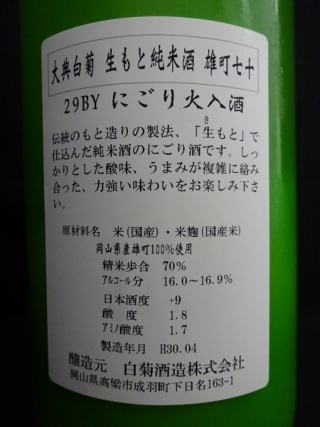 大典白菊 生もと純米酒 雄町七十
29BY にごり火入酒
伝統のもと造りの製法、「生もと」で
き
仕込んだ純米酒のにごり酒です。しっ
かりとした酸味、うまみが複雑に絡み
合った、力強い味わいをお楽しみ下さ
い。
原材料名 米(国産)・米麹(国産米)
岡山県産雄町100%使用
精米歩合 70%
アルコール分 16.0~16.9%
日本酒度 +9
酸 度 1.8
アミノ酸度 1.7
製造年月 H30.04
醸造元 白菊酒造株式会社
岡山県高梁市成羽町下日名163-1